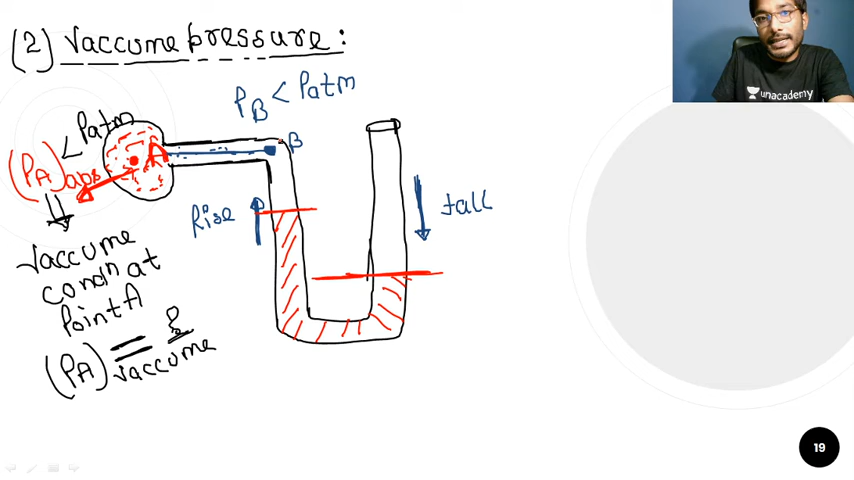 (2) Vaccume pressure:
unacademy
PB < Patm
(PA)abs < Patm
A
B
Rise
fall
Vaccume
condn at
Point A
(PA)vaccume = ?
19